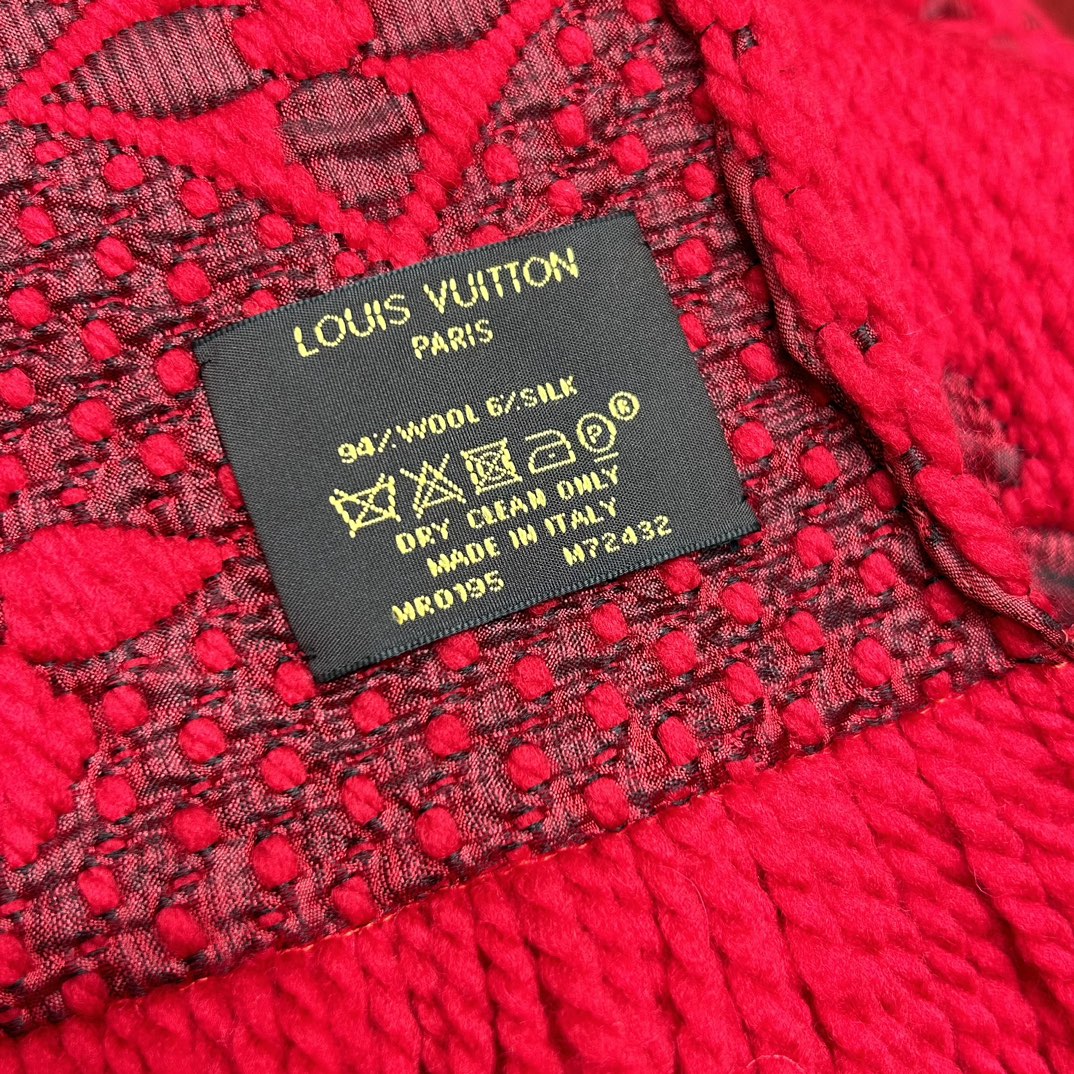 LOUIS VUITTON
PARIS
94% WOOL 6% SILK
P R
DRY CLEAN ONLY
MADE IN ITALY
MR0195 M72432